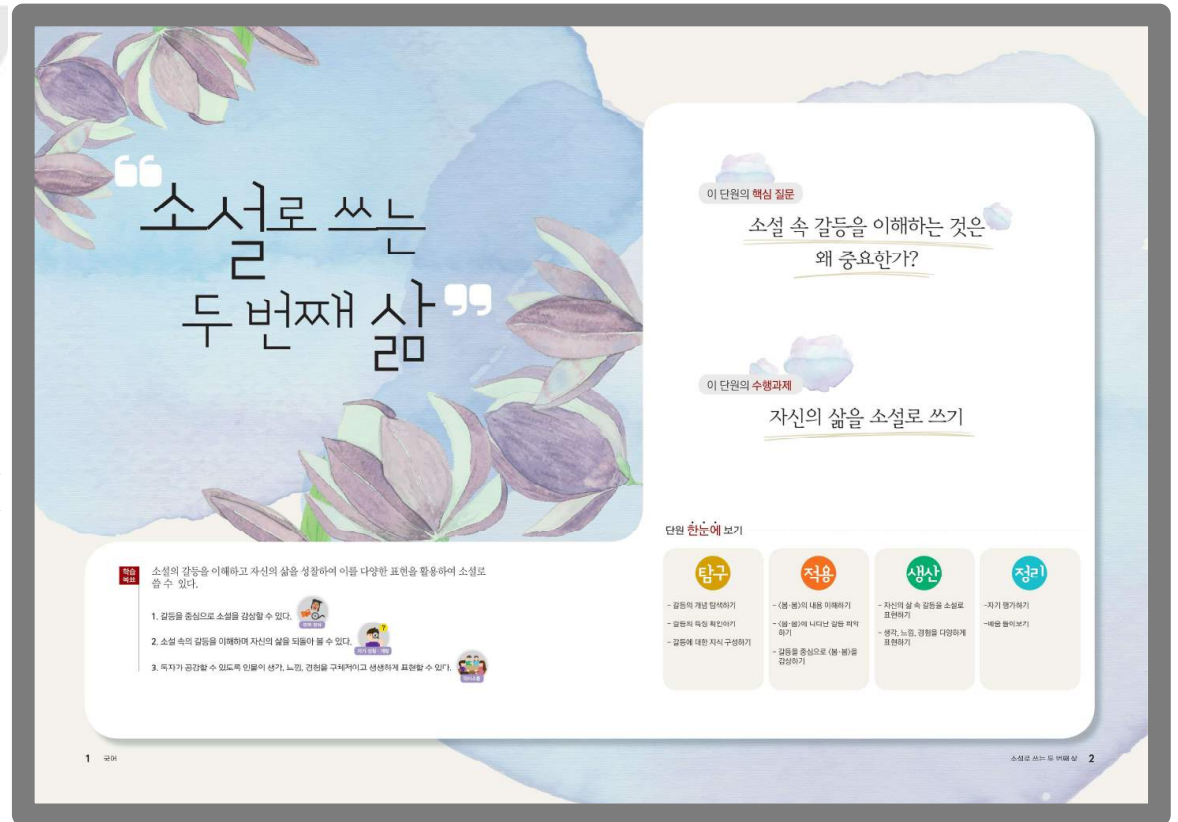 “소설로 쓰는
두 번째 삶”
학습
목표
소설의 갈등을 이해하고 자신의 삶을 성찰하여 이를 다양한 표현을 활용하여 소설로
쓸 수 있다.
1. 갈등을 중심으로 소설을 감상할 수 있다.
2. 소설 속의 갈등을 이해하며 자신의 삶을 되돌아 볼 수 있다.
3. 독자가 공감할 수 있도록 인물이 생가, 느낌, 경험을 구체적이고 생생하게 표현할 수 있다.
1 국어
이 단원의 핵심 질문
소설 속 갈등을 이해하는 것은
왜 중요한가?
이 단원의 수행과제
자신의 삶을 소설로 쓰기
단원 한눈에 보기
탐구
- 갈등의 개념 탐색하기
- 갈등의 특징 확인하기
- 갈등에 대한 지식 구성하기
적용
- <봄·봄>의 내용 이해하기
- <봄·봄>에 나타난 갈등 파악
하기
- 갈등을 중심으로 <봄·봄>을
감상하기
생산
- 자신의 삶 속 갈등을 소설로
표현하기
- 생각, 느낌, 경험을 다양하게
표현하기
정리
-자기 평가하기
-배움 돌아보기
소설로 쓰는 두 번째 삶 2